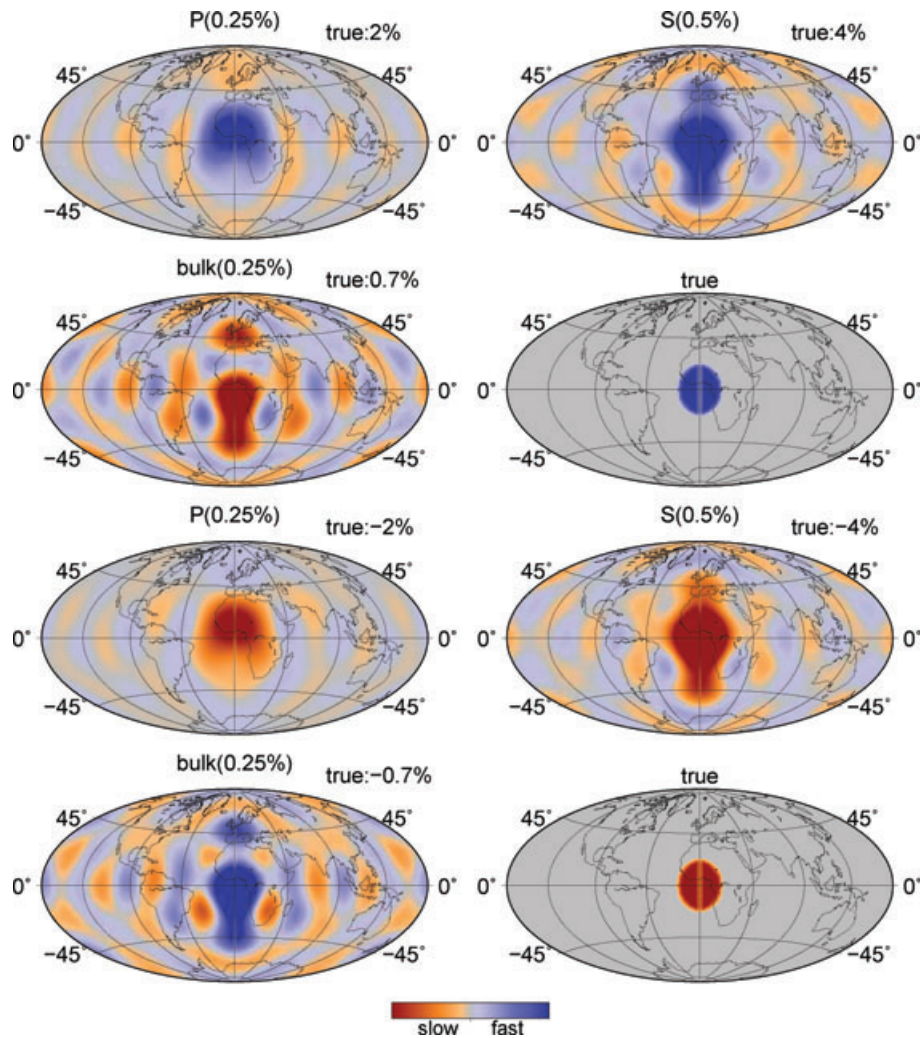 P(0.25%) true:2% S(0.5%) true:4%
45° 45° 45° 45°
0° 0° 0° 0°
−45° −45° −45° −45°
bulk(0.25%) true:0.7% true
45° 45° 45° 45°
0° 0° 0° 0°
−45° −45° −45° −45°
P(0.25%) true:−2% S(0.5%) true:−4%
45° 45° 45° 45°
0° 0° 0° 0°
−45° −45° −45° −45°
bulk(0.25%) true:−0.7% true
45° 45° 45° 45°
0° 0° 0° 0°
−45° −45° −45° −45°
slow fast